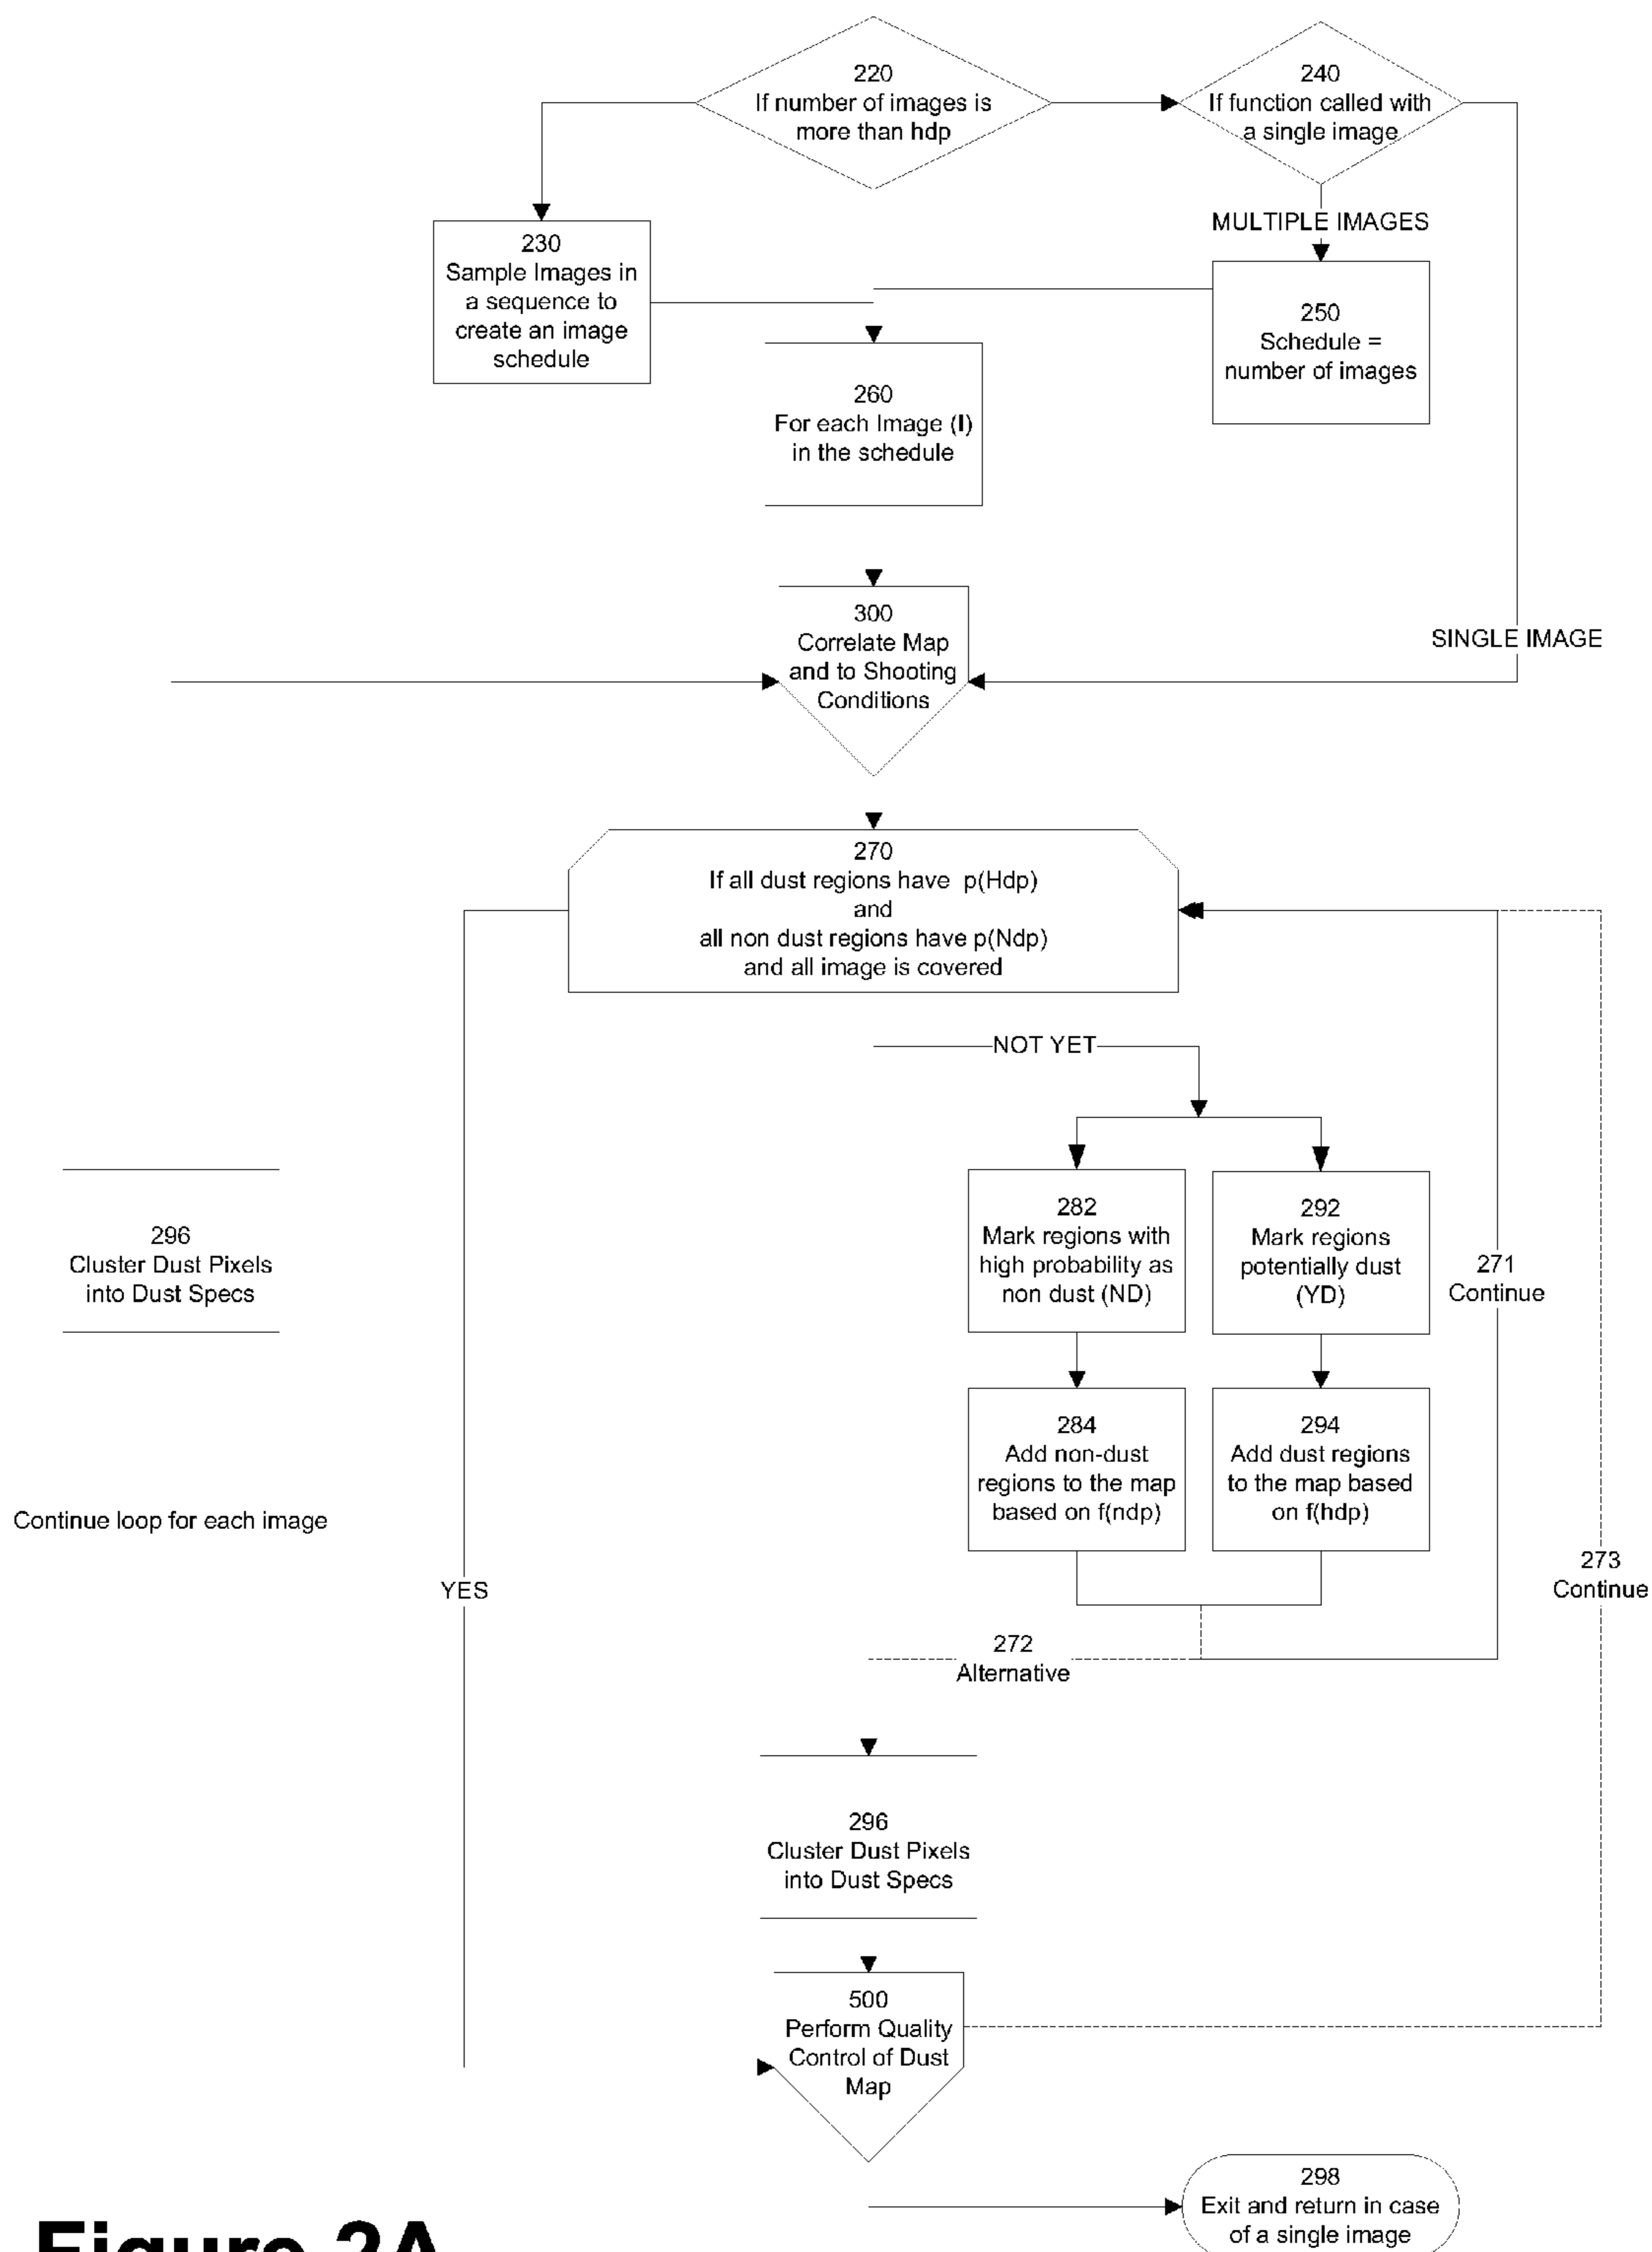 220
If number of images is
more than hdp
240
If function called with
a single image
MULTIPLE IMAGES
230
Sample Images in
a sequence to
create an image
schedule
250
Schedule =
number of images
260
For each Image (I)
in the schedule
300
Correlate Map
and to Shooting
Conditions
SINGLE IMAGE
270
If all dust regions have p(Hdp)
and
all non dust regions have p(Ndp)
and all image is covered
NOT YET
296
Cluster Dust Pixels
into Dust Specs
282
Mark regions with
high probability as
non dust (ND)
292
Mark regions
potentially dust
(YD)
271
Continue
284
Add non-dust
regions to the map
based on f(ndp)
294
Add dust regions
to the map based
on f(hdp)
Continue loop for each image
YES
273
Continue
272
Alternative
296
Cluster Dust Pixels
into Dust Specs
500
Perform Quality
Control of Dust
Map
298
Exit and return in case
of a single image
Figure 2A